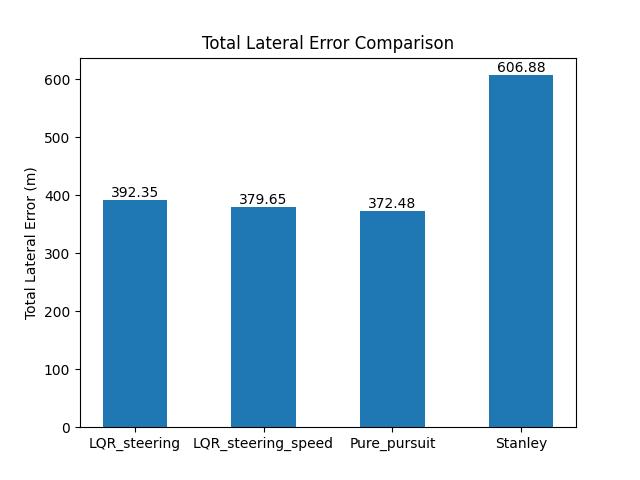 Total Lateral Error Comparison
Total Lateral Error (m)
600
500
400
300
200
100
0
392.35
379.65
372.48
606.88
LQR_steering
LQR_steering_speed
Pure_pursuit
Stanley